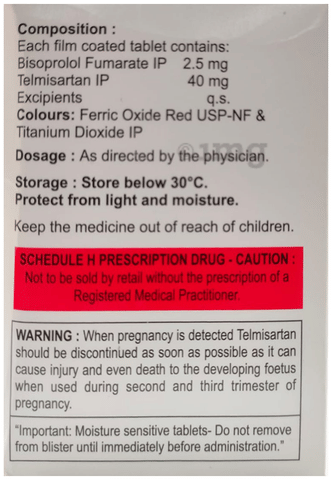 Composition :
Each film coated tablet contains:
Bisoprolol Fumarate IP 2.5 mg
Telmisartan IP 40 mg
Excipients q.s.
Colours: Ferric Oxide Red USP-NF &
Titanium Dioxide IP
Dosage : As directed by the physician.
1mg
Storage : Store below 30°C.
Protect from light and moisture.
Keep the medicine out of reach of children.
SCHEDULE H PRESCRIPTION DRUG - CAUTION :
Not to be sold by retail without the prescription of a
Registered Medical Practitioner.
WARNING : When pregnancy is detected Telmisartan
should be discontinued as soon as possible as it can
cause injury and even death to the developing foetus
when used during second and third trimester of
pregnancy.
"Important: Moisture sensitive tablets- Do not remove
from blister until immediately before administration."